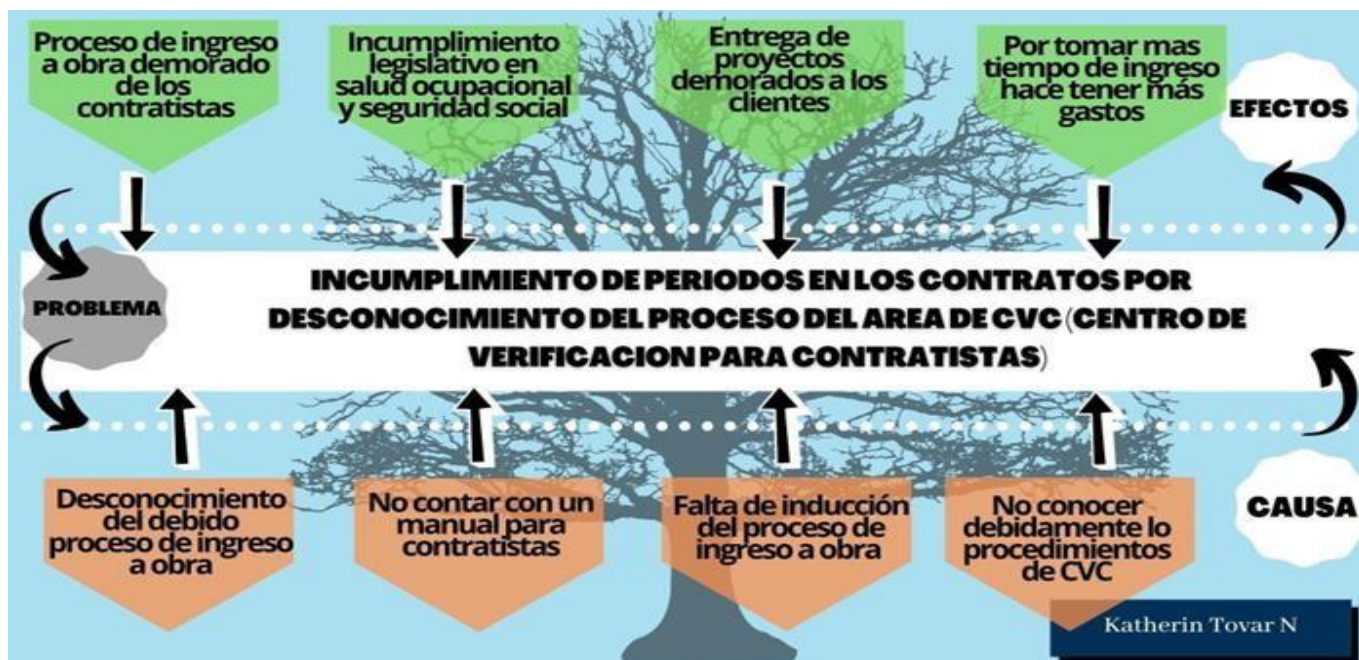 Proceso de ingreso
a obra demorado
de los
contratistas
Incumplimiento
legislativo en
salud ocupacional
y seguridad social
Entrega de
proyectos
demorados a los
clientes
Por tomar mas
tiempo de ingreso
hace tener más
gastos
EFECTOS
PROBLEMA
INCUMPLIMIENTO DE PERIODOS EN LOS CONTRATOS POR
DESCONOCIMIENTO DEL PROCESO DEL AREA DE CVC (CENTRO DE
VERIFICACION PARA CONTRATISTAS)
Desconocimiento
del debido
proceso de ingreso
a obra
No contar con un
manual para
contratistas
Falta de inducción
del proceso de
ingreso a obra
No conocer
debidamente lo
procedimientos
de CVC
CAUSA
Katherin Tovar N